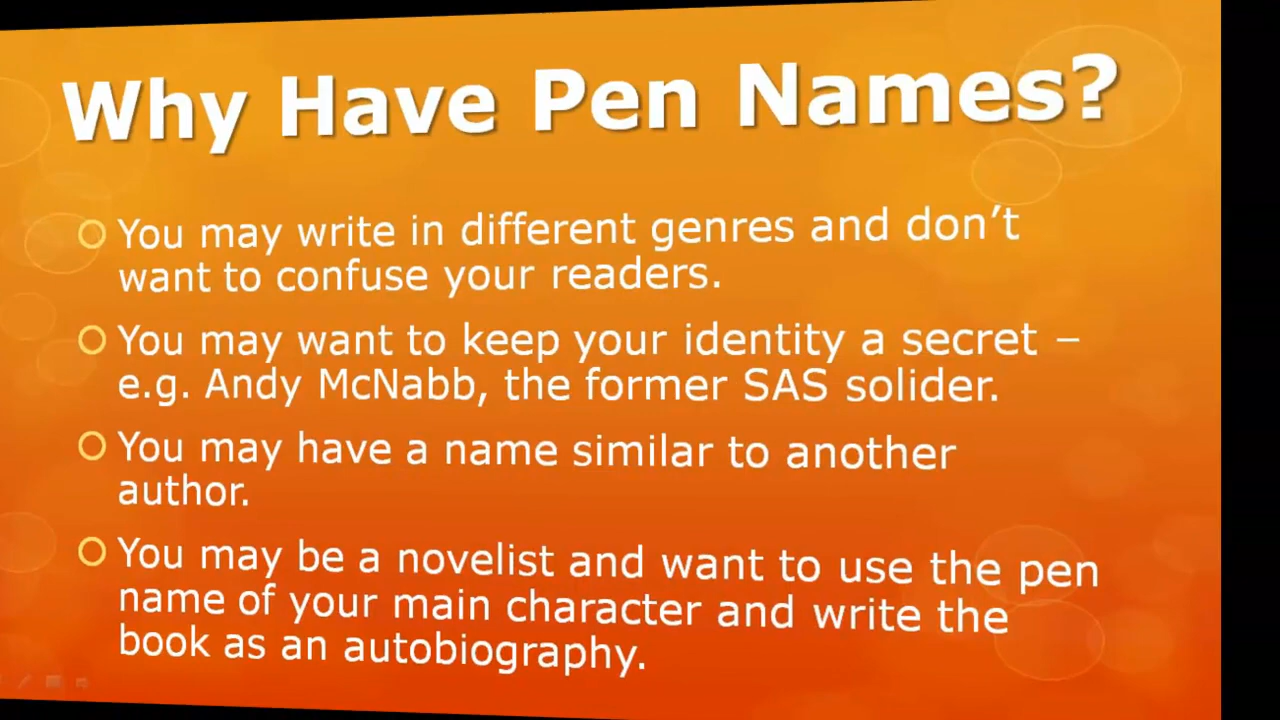 Why Have Pen Names?
You may write in different genres and don’t
want to confuse your readers.
You may want to keep your identity a secret –
e.g. Andy McNabb, the former SAS solider.
You may have a name similar to another
author.
You may be a novelist and want to use the pen
name of your main character and write the
book as an autobiography.